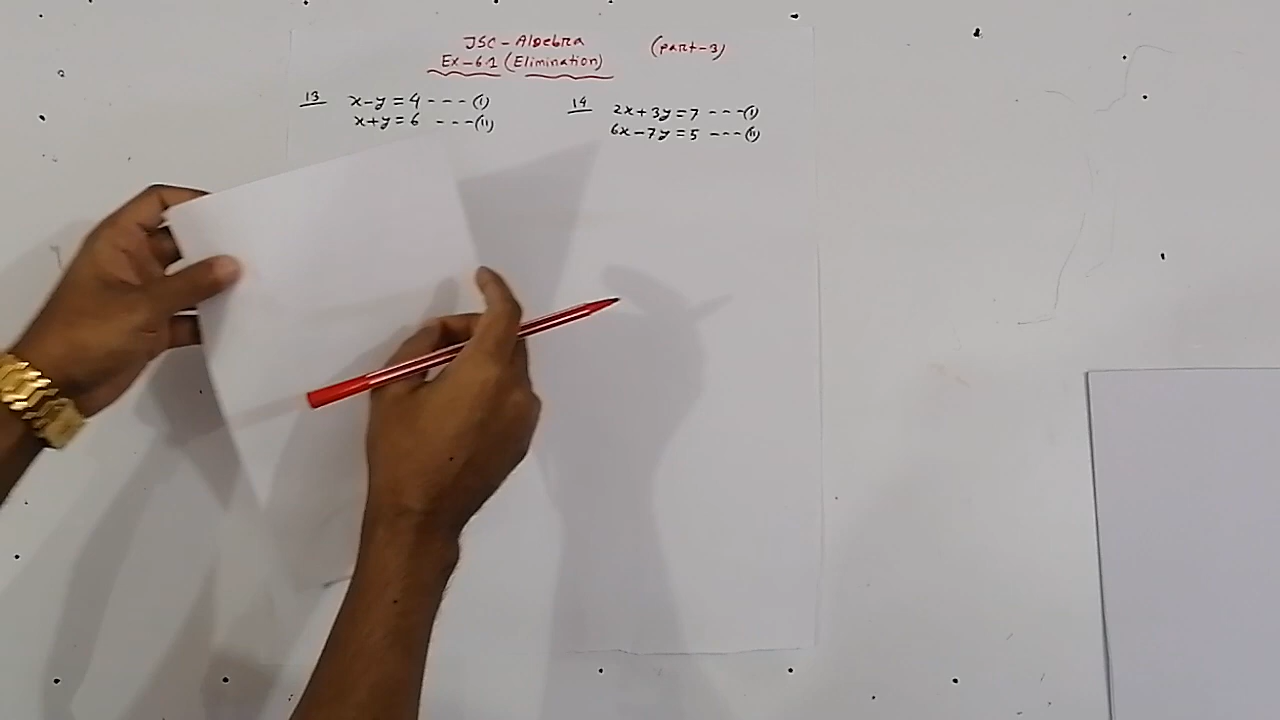 JSC-Algebra (part-3)
Ex-6.1 (Elimination)
13 x-y=4 ---(i)
x+y=6 ---(ii)
14 2x+3y=7 ---(i)
6x-7y=5 ---(ii)